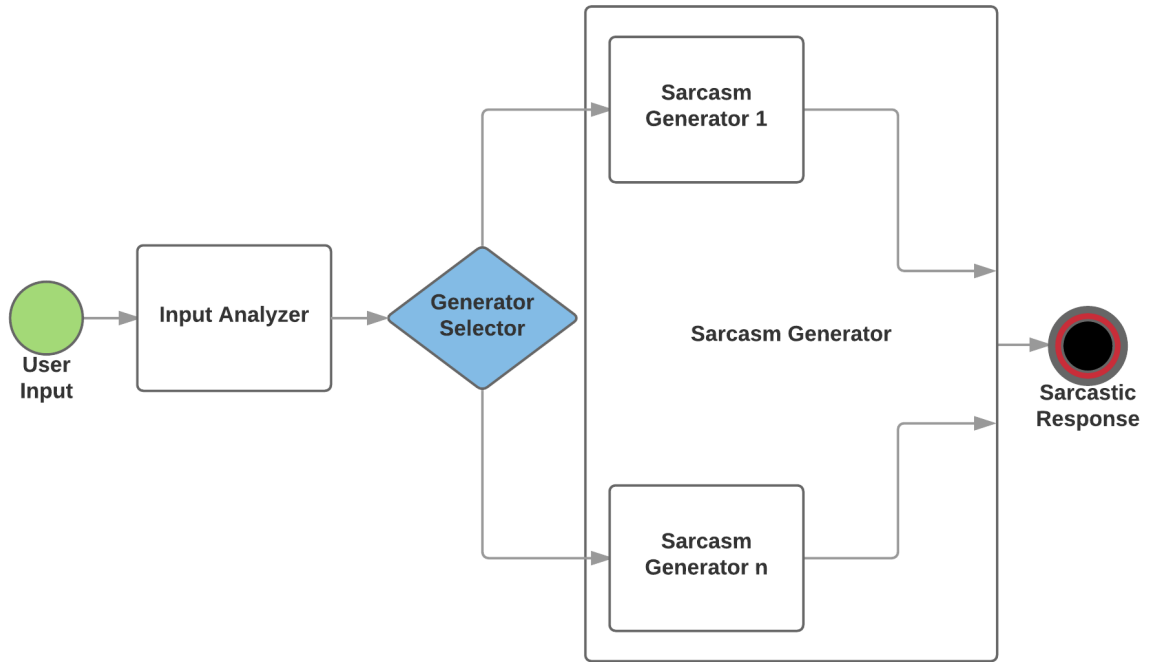 User
Input
Input Analyzer
Generator
Selector
Sarcasm
Generator 1
Sarcasm Generator
Sarcasm
Generator n
Sarcastic
Response